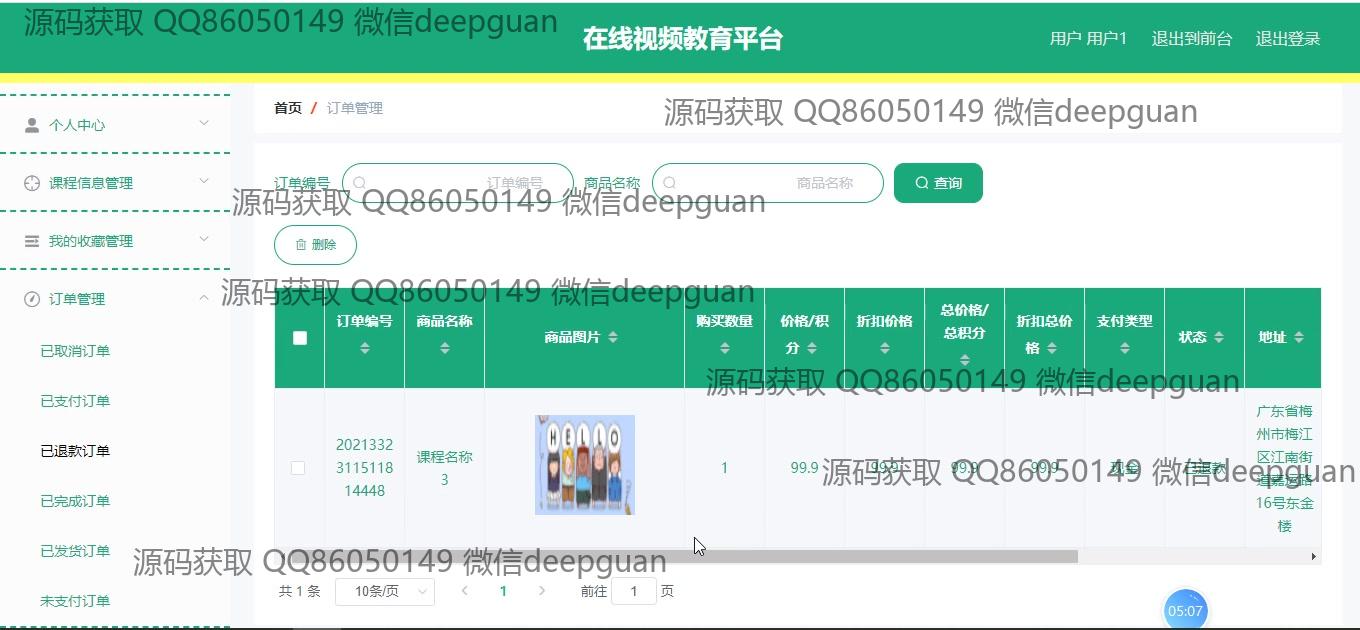 源码获取 QQ86050149 微信deepguan
在线视频教育平台
用户 用户1 退出到前台 退出登录
首页 / 订单管理
源码获取 QQ86050149 微信deepguan
个人中心
课程信息管理
我的收藏管理
订单管理
已取消订单
已支付订单
已退款订单
已完成订单
已发货订单
未支付订单
订单编号 订单编号 商品名称 商品名称 查询
源码获取 QQ86050149 微信deepguan
删除
源码获取 QQ86050149 微信deepguan
订单编号 商品名称 商品图片 购买数量 价格/积分 折扣价格 总价格/总积分 折扣总价格 支付类型 状态 地址
源码获取 QQ86050149 微信deepguan
2021332
3115118
14448
课程名称
3
HELLO
1 99.9 99.9 99.9 99.9 现金 已退款
广东省梅
州市梅江
区江南街
道嘉运路
16号东金
楼
源码获取 QQ86050149 微信deepguan
源码获取 QQ86050149 微信deepguan
共 1 条 10条/页 1 前往 1 页
05:07